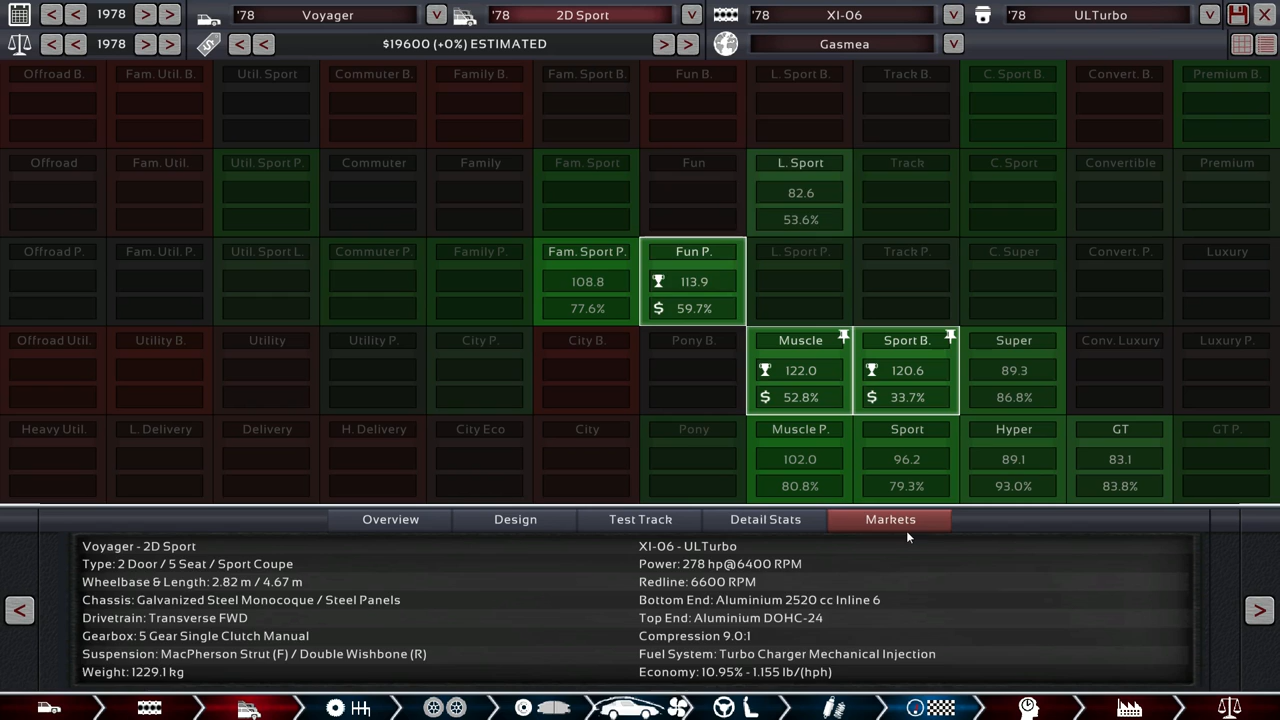 1978 '78 Voyager '78 2D Sport '78 XI-06 '78 ULTurbo
1978 $19600 (+0%) ESTIMATED Gasmea
Offroad B. Fam. Util. B. Util. Sport Commuter B. Family B. Fam. Sport B. Fun B. L. Sport B. Track B. C. Sport B. Convert. B. Premium B.
Offroad Fam. Util. Util. Sport P. Commuter Family Fam. Sport Fun L. Sport Track C. Sport Convertible Premium
82.6
53.6%
Offroad P. Fam. Util. P. Util. Sport L. Commuter P. Family P. Fam. Sport P. Fun P. L. Sport P. Track P. C. Super Convert. P. Luxury
108.8 113.9
77.6% $ 59.7%
Offroad Util. Utility B. Utility Utility P. City P. City B. Pony B. Muscle Sport B. Super Conv. Luxury Luxury P.
122.0 120.6 89.3
$ 52.8% $ 33.7% 86.8%
Heavy Util. L. Delivery Delivery H. Delivery City Eco City Pony Muscle P. Sport Hyper GT GT P.
102.0 96.2 89.1 83.1
80.8% 79.3% 93.0% 83.8%
Overview Design Test Track Detail Stats Markets
Voyager - 2D Sport
Type: 2 Door / 5 Seat / Sport Coupe
Wheelbase & Length: 2.82 m / 4.67 m
Chassis: Galvanized Steel Monocoque / Steel Panels
Drivetrain: Transverse FWD
Gearbox: 5 Gear Single Clutch Manual
Suspension: MacPherson Strut (F) / Double Wishbone (R)
Weight: 1229.1 kg
XI-06 - ULTurbo
Power: 278 hp@6400 RPM
Redline: 6600 RPM
Bottom End: Aluminium 2520 cc Inline 6
Top End: Aluminium DOHC-24
Compression 9.0:1
Fuel System: Turbo Charger Mechanical Injection
Economy: 10.95% - 1.155 lb/(hph)